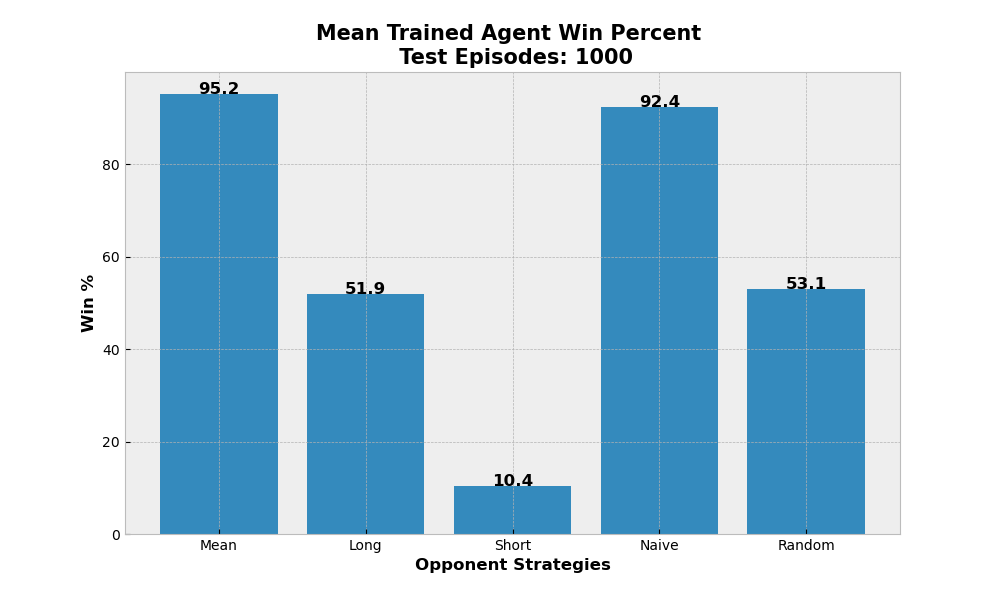 Mean Trained Agent Win Percent
Test Episodes: 1000
95.2
51.9
10.4
92.4
53.1
80
60
40
20
0
Win %
Mean
Long
Short
Naive
Random
Opponent Strategies